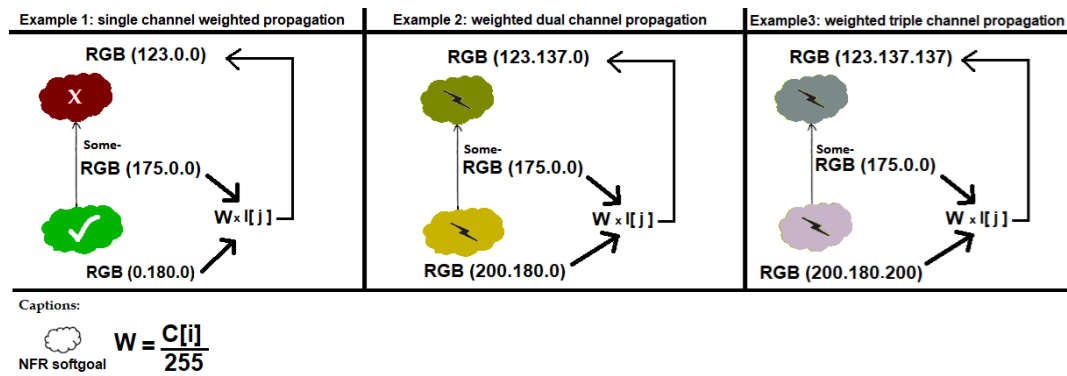 Example 1: single channel weighted propagation
RGB (123.0.0)
X
Some-
RGB (175.0.0)
W x I[ j ]
RGB (0.180.0)
Example 2: weighted dual channel propagation
RGB (123.137.0)
Some-
RGB (175.0.0)
W x I[ j ]
RGB (200.180.0)
Example3: weighted triple channel propagation
RGB (123.137.137)
Some-
RGB (175.0.0)
W x I[ j ]
RGB (200.180.200)
Captions:
NFR softgoal
W = C[i]
255